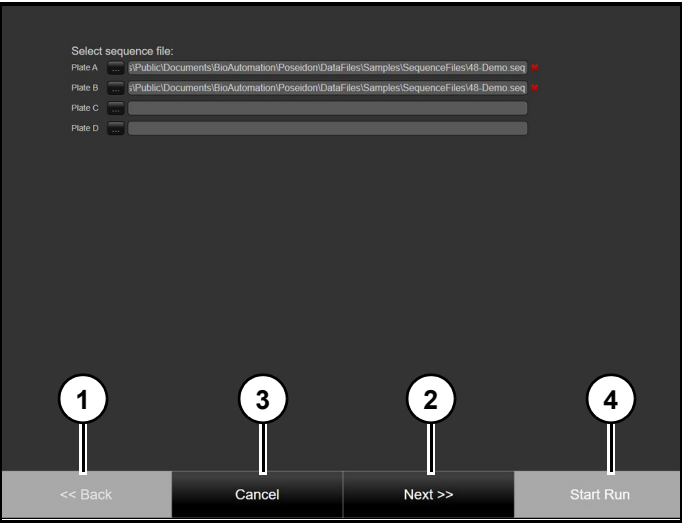 Select sequence file:
Plate A ... s\Public\Documents\BioAutomation\Poseidon\DataFiles\Samples\SequenceFiles\48-Demo.seq
Plate B ... s\Public\Documents\BioAutomation\Poseidon\DataFiles\Samples\SequenceFiles\48-Demo.seq
Plate C ...
Plate D ...
1 3 2 4
<< Back Cancel Next >> Start Run